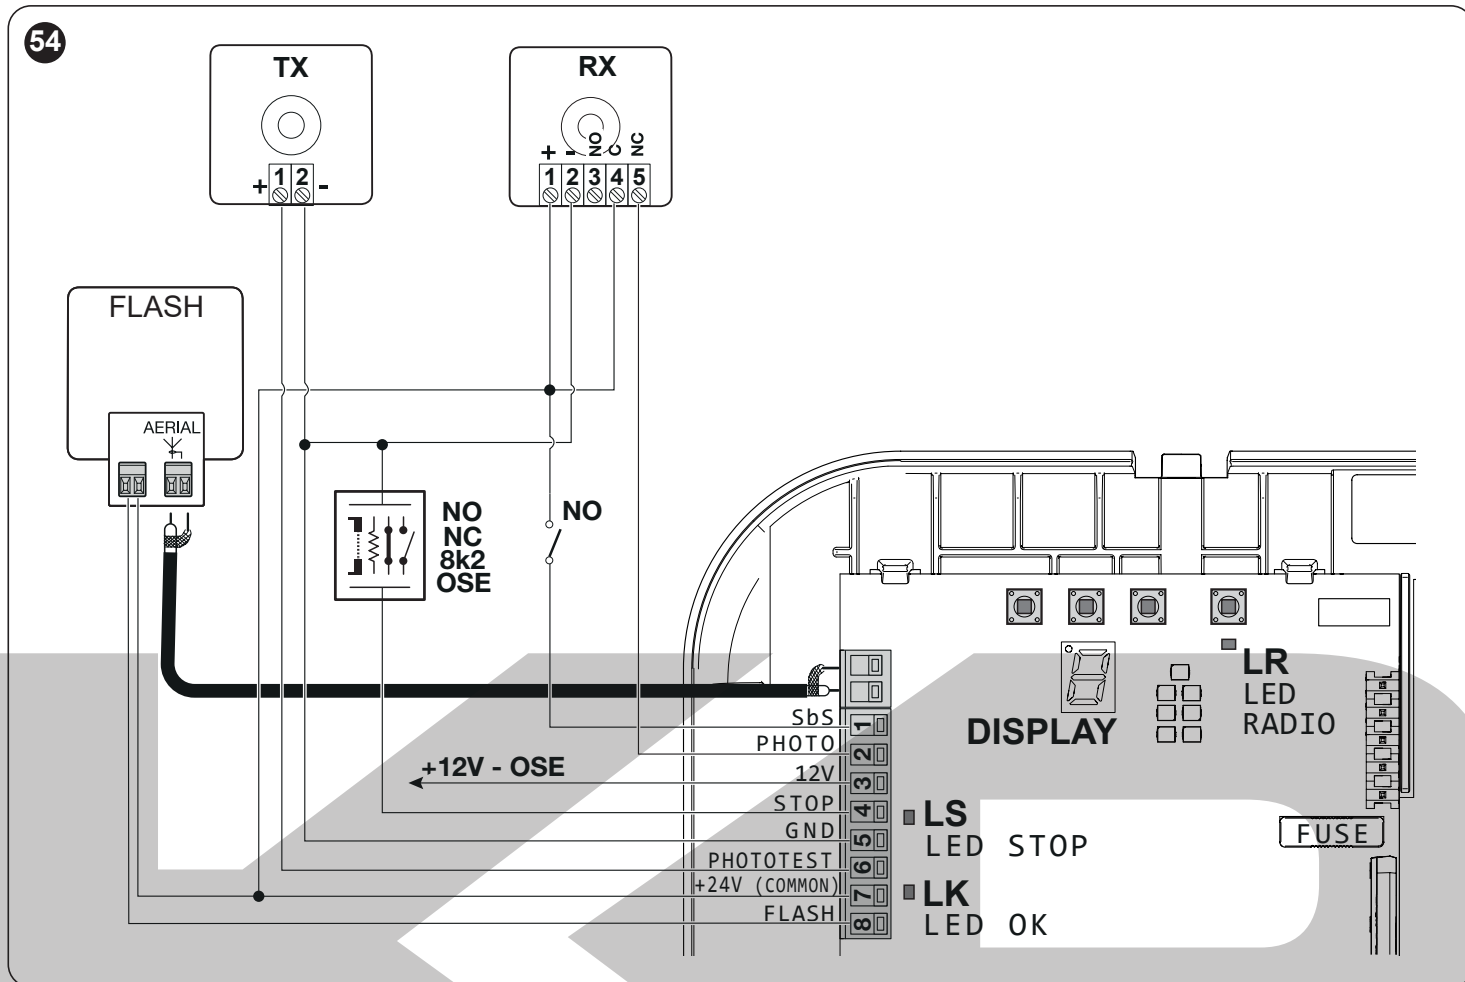 54
TX
+ 1 2 -
RX
+ - NO C NC
1 2 3 4 5
FLASH
AERIAL
NO
NC
8k2
OSE
NO
SbS 1
PHOTO 2
+12V - OSE
12V 3
STOP 4
GND 5
PHOTOTEST 6
+24V (COMMON) 7
FLASH 8
DISPLAY
LR
LED
RADIO
LS
LED STOP
LK
LED OK
FUSE